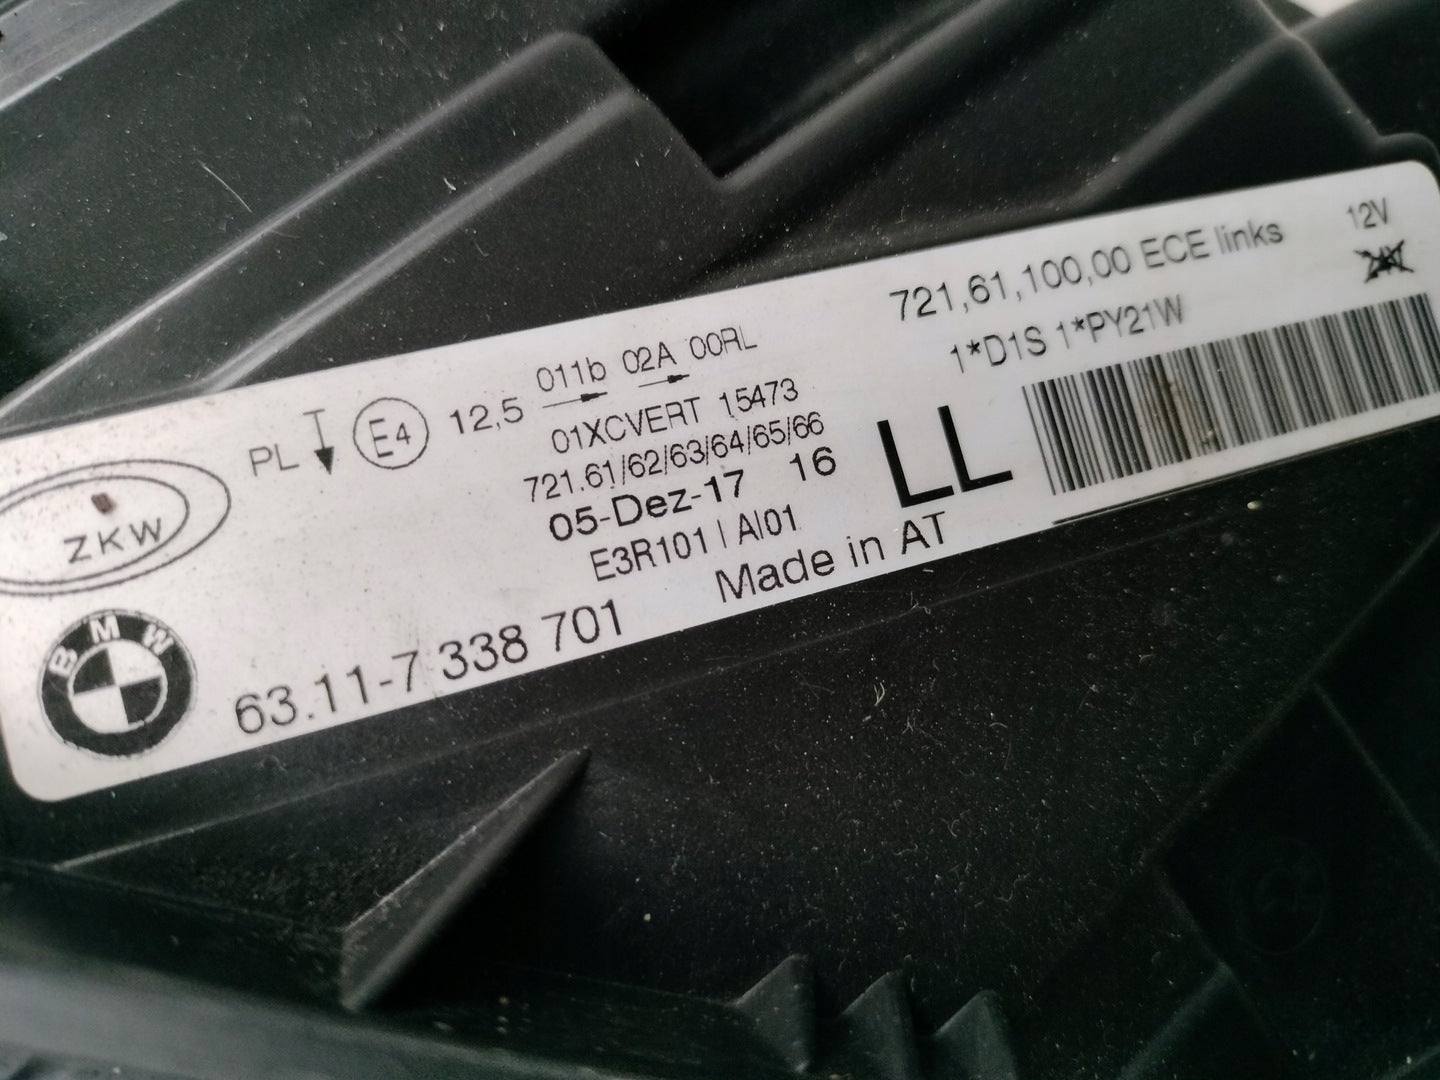 721,61,100,00 ECE links
12V
1*D1S 1*PY21W
PL E4 12,5
011b 02A 00RL
01XCVERT 15473
721.61/62/63/64/65/66
05-Dez-17 16
E3R101 | A|01
LL
Made in AT
ZKW
BMW
63.11-7 338 701